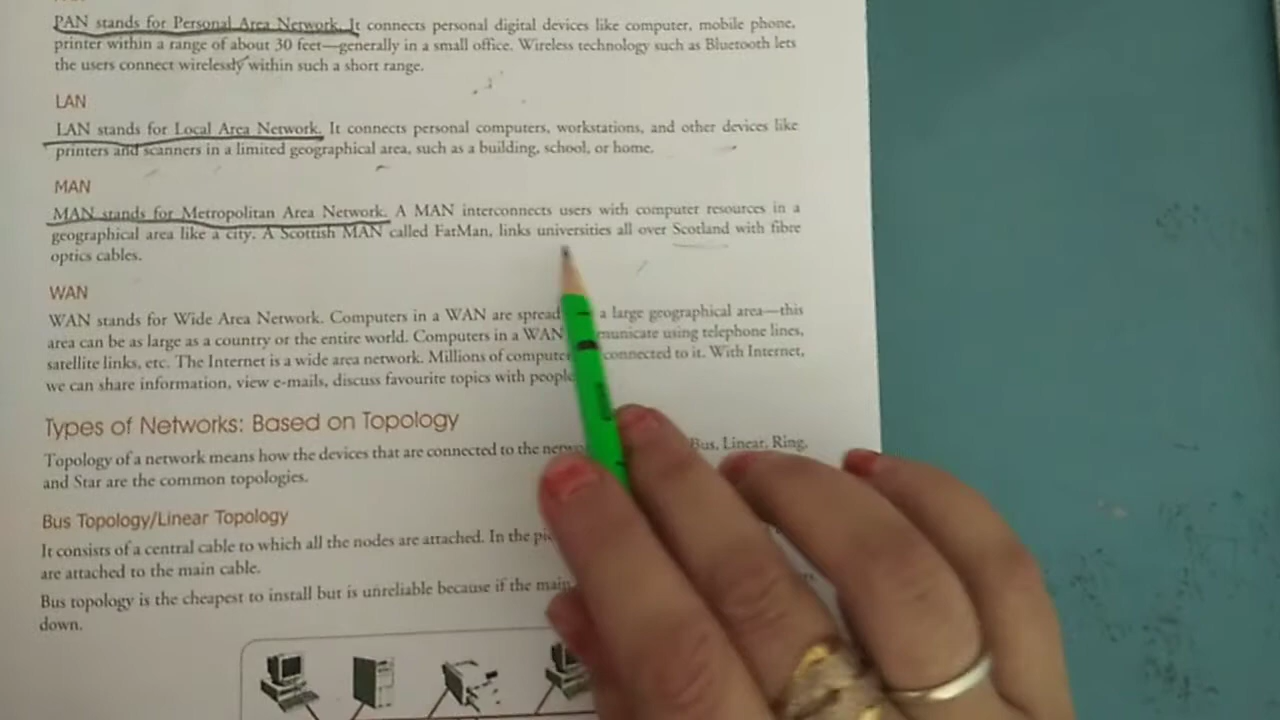 PAN stands for Personal Area Network. It connects personal digital devices like computer, mobile phone,
printer within a range of about 30 feet—generally in a small office. Wireless technology such as Bluetooth lets
the users connect wirelessly within such a short range.
LAN
LAN stands for Local Area Network. It connects personal computers, workstations, and other devices like
printers and scanners in a limited geographical area, such as a building, school, or home.
MAN
MAN stands for Metropolitan Area Network. A MAN interconnects users with computer resources in a
geographical area like a city. A Scottish MAN called FatMan, links universities all over Scotland with fibre
optics cables.
WAN
WAN stands for Wide Area Network. Computers in a WAN are spread a large geographical area—this
area can be as large as a country or the entire world. Computers in a WAN using telephone lines,
satellite links, etc. The Internet is a wide area network. Millions of connected to it. With Internet,
we can share information, view e-mails, discuss favourite topics with people
Types of Networks: Based on Topology
Topology of a network means how the devices that are connected to the Bus, Linear, Ring,
and Star are the common topologies.
Bus Topology/Linear Topology
It consists of a central cable to which all the nodes are attached. In the
are attached to the main cable.
Bus topology is the cheapest to install but is unreliable because if the main
down.